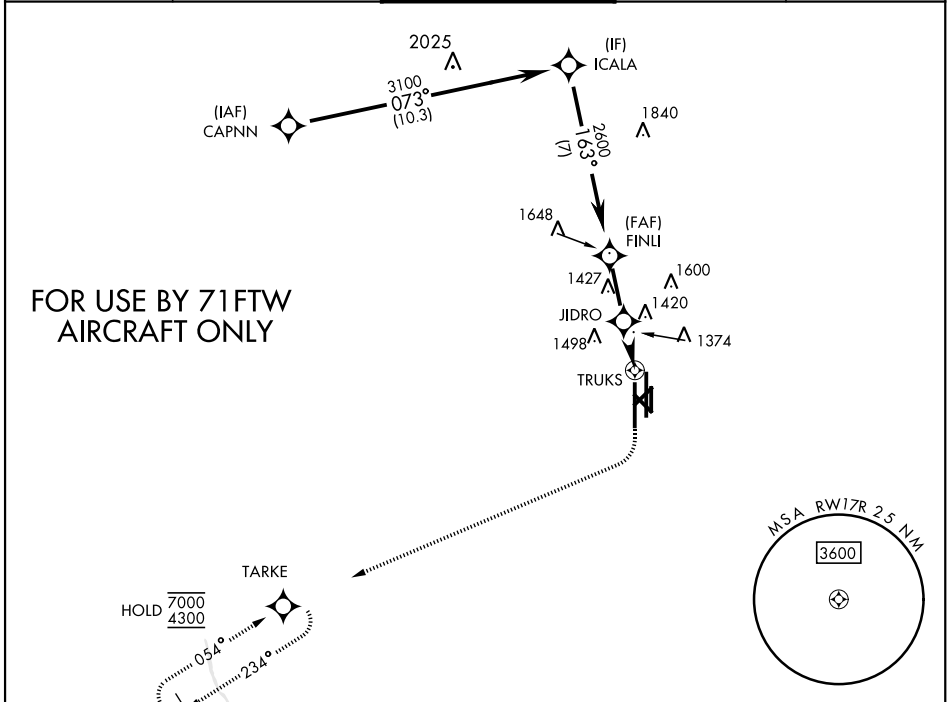 2025
(IF)
ICALA
3100
073°
(10.3)
(IAF)
CAPNN
1840
2600
163°
(7)
1648
(FAF)
FINLI
1427
1600
FOR USE BY 71FTW
AIRCRAFT ONLY
JIDRO
1420
1498
1374
TRUKS
MSA RW17R 25 NM
3600
TARKE
HOLD 7000
4300
054°
234°